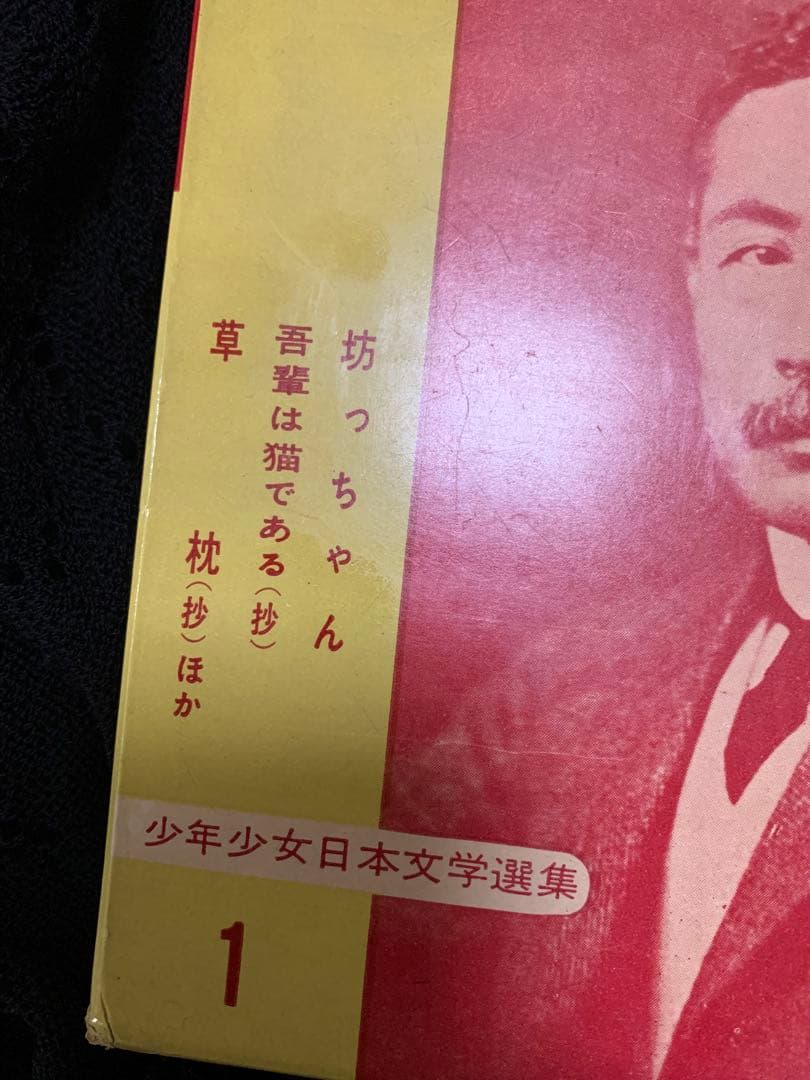 坊っちゃん
吾輩は猫である(抄)
草枕(抄)ほか
少年少女日本文学選集
1